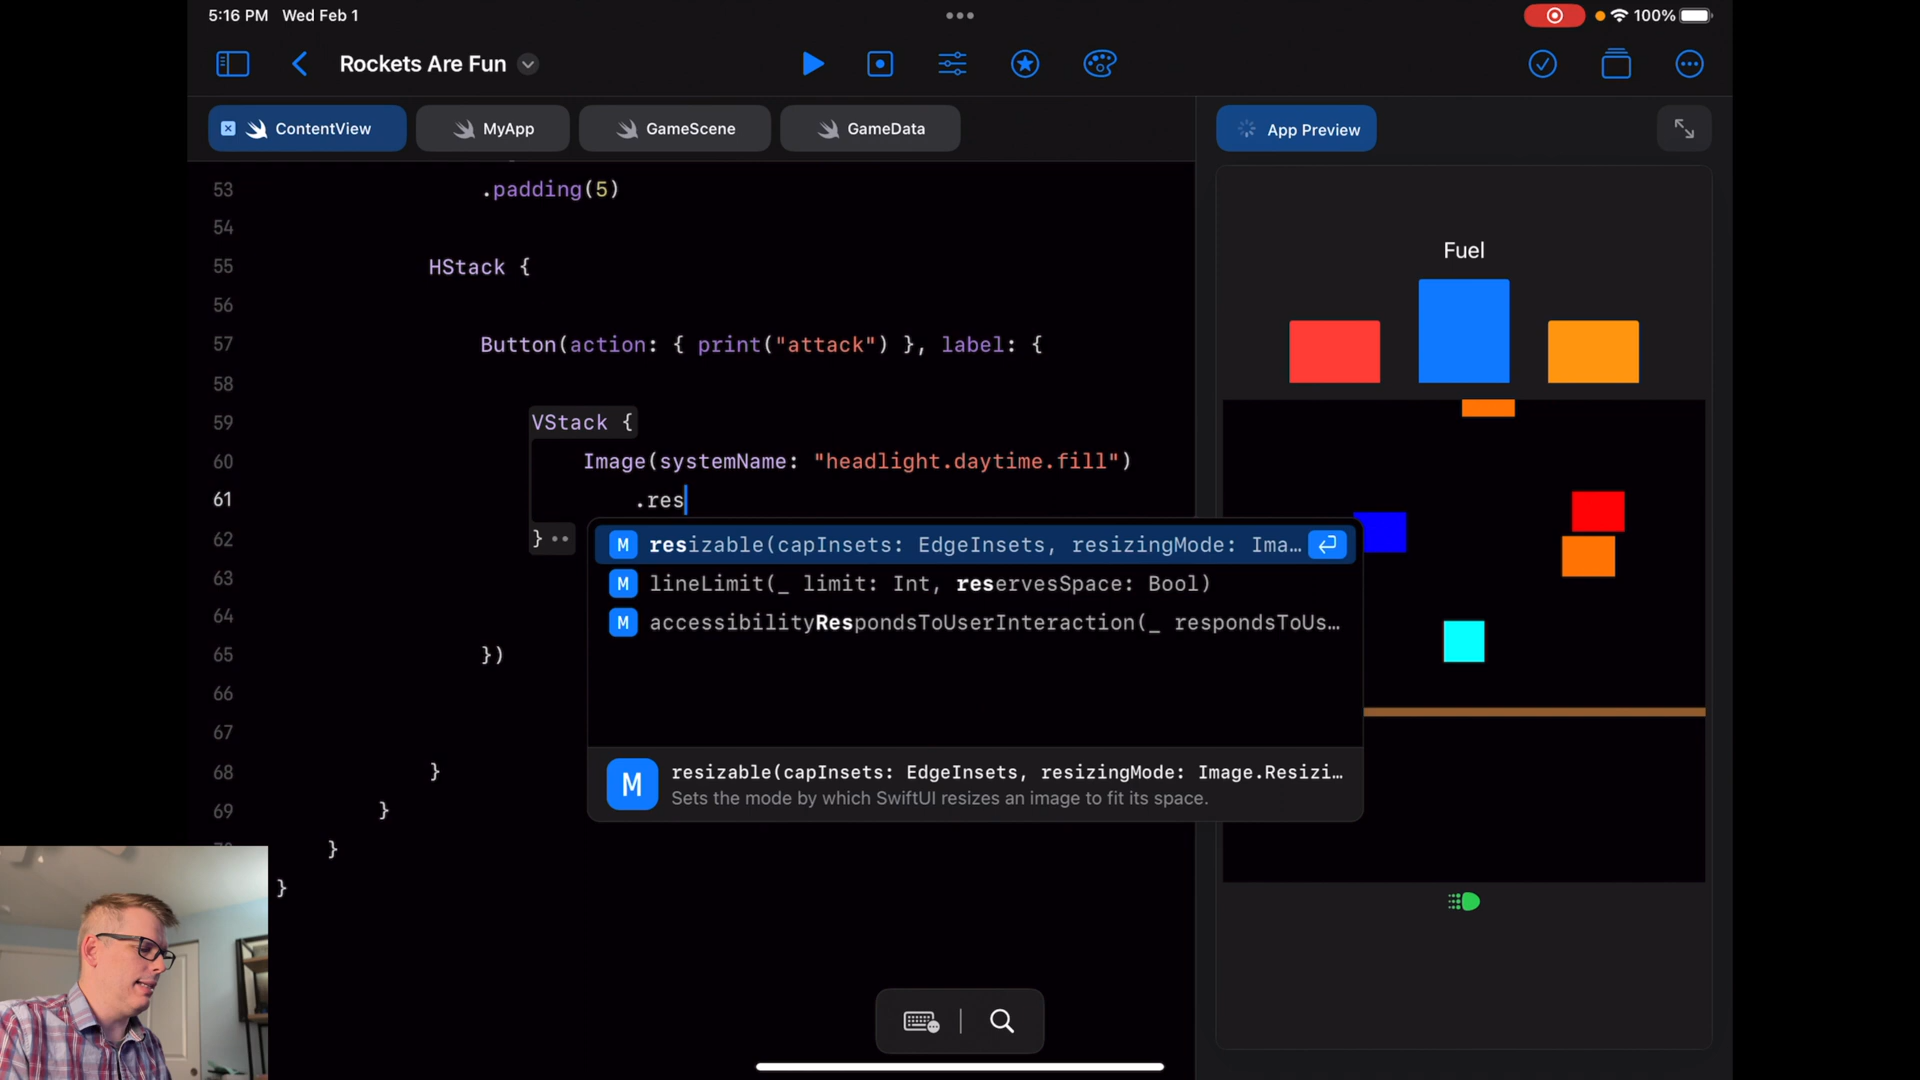 5:16 PM Wed Feb 1
100%
Rockets Are Fun
ContentView
MyApp
GameScene
GameData
App Preview
53 .padding(5)
54
55 HStack {
56
57 Button(action: { print("attack") }, label: {
58
59 VStack {
60 Image(systemName: "headlight.daytime.fill")
61 .res
62 }
63
64
65 })
66
67
68 }
69 }
}
}
M resizable(capInsets: EdgeInsets, resizingMode: Ima…
M lineLimit(_ limit: Int, reservesSpace: Bool)
M accessibilityRespondsToUserInteraction(_ respondsToUs…
M resizable(capInsets: EdgeInsets, resizingMode: Image.Resizi…
Sets the mode by which SwiftUI resizes an image to fit its space.
Fuel